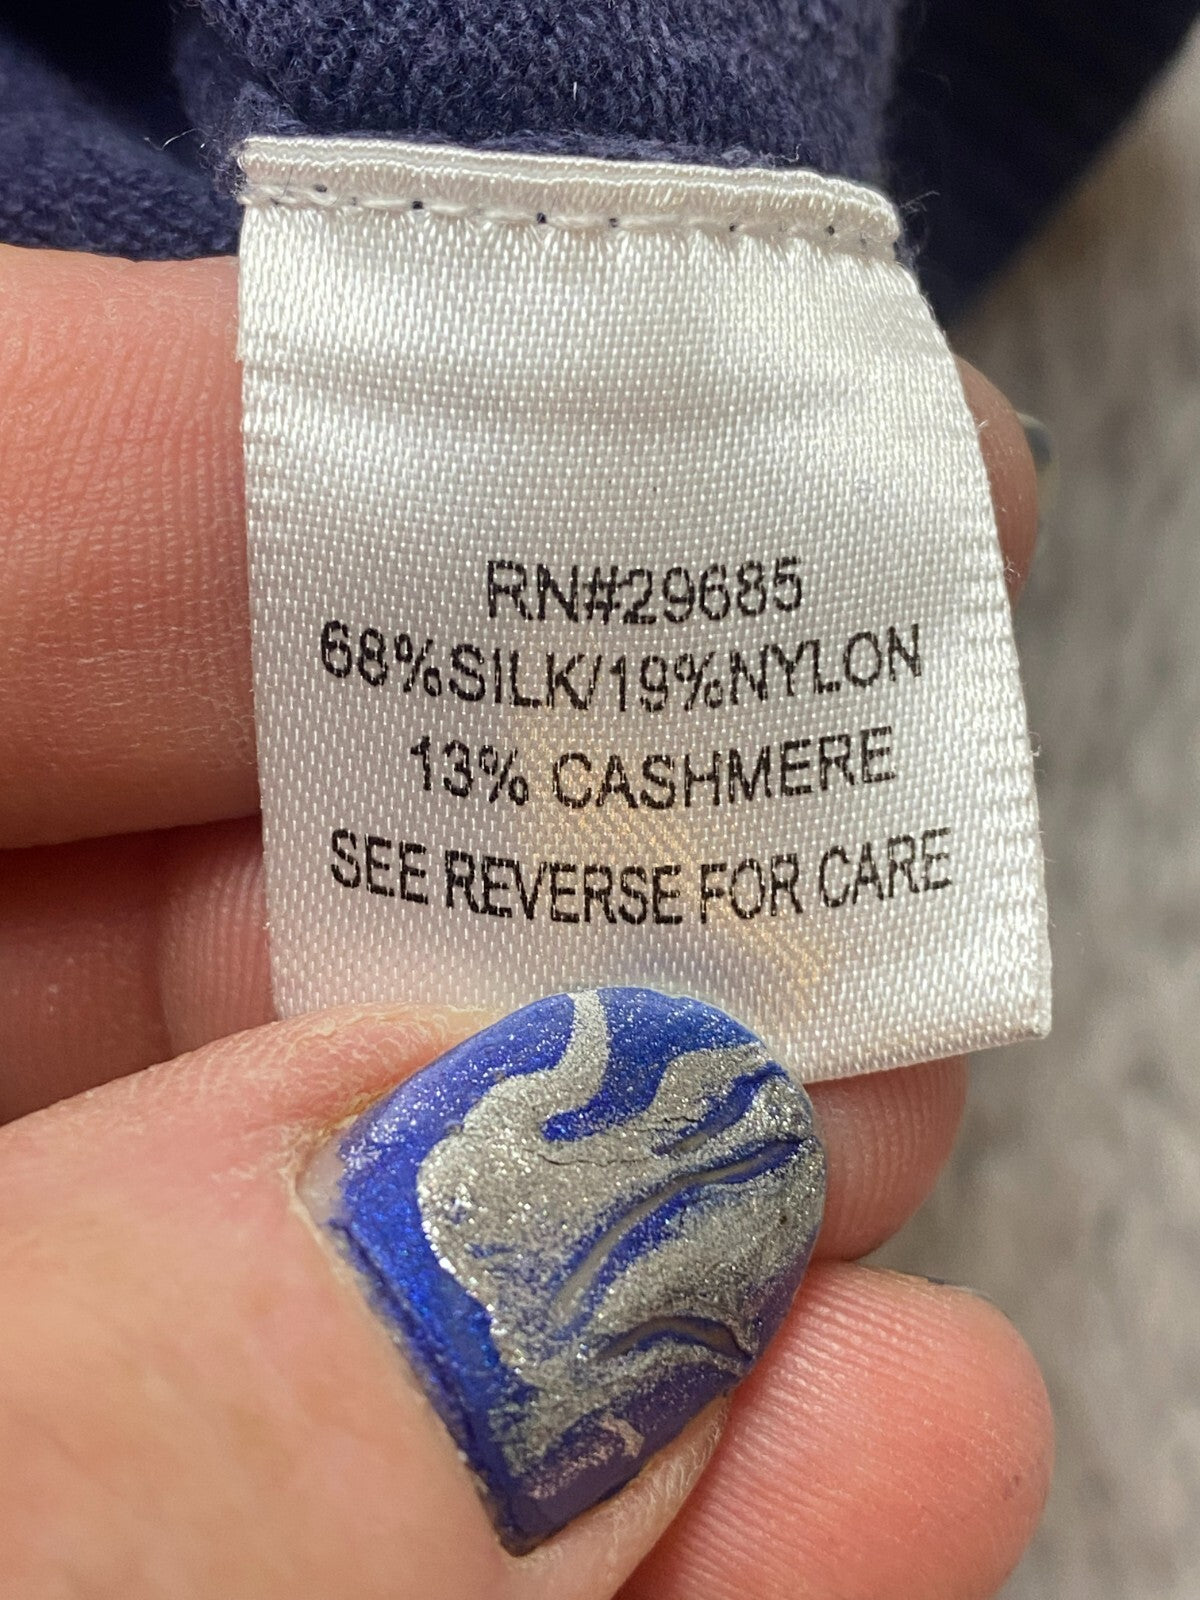 RN#29685
68%SILK/19%NYLON
13% CASHMERE
SEE REVERSE FOR CARE